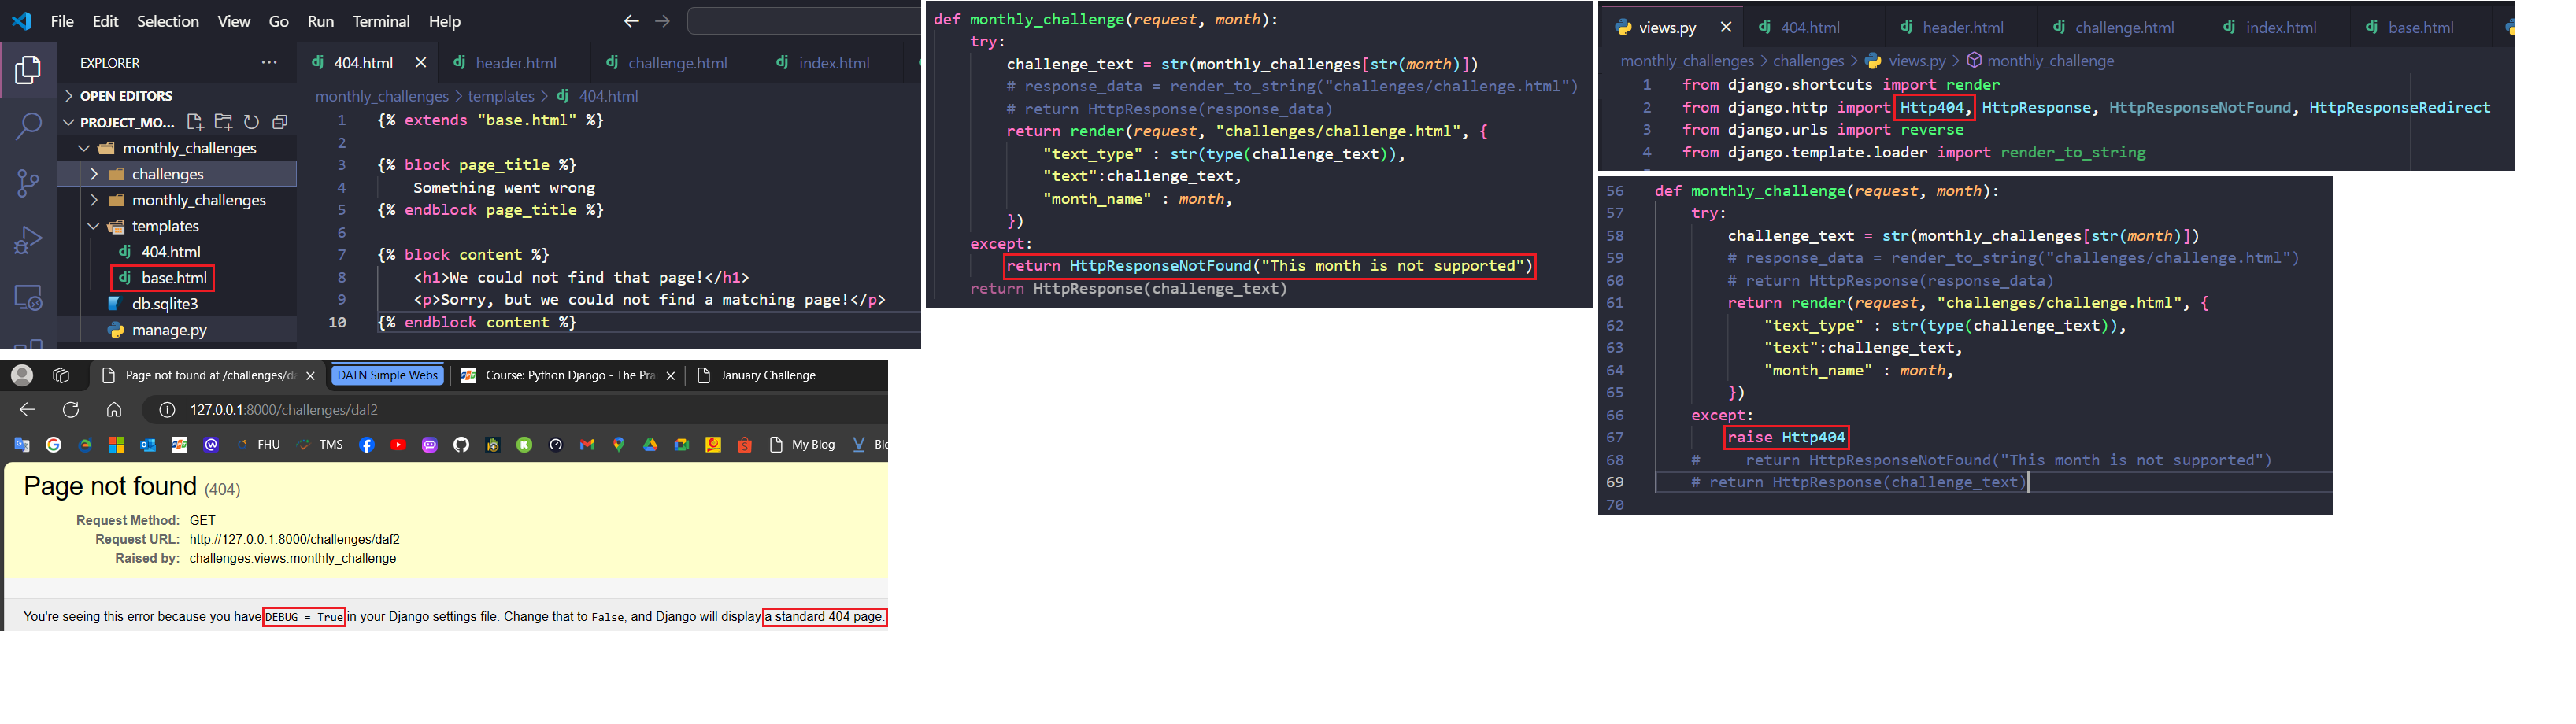 File Edit Selection View Go Run Terminal Help
EXPLORER
OPEN EDITORS
PROJECT_MO...
monthly_challenges
challenges
monthly_challenges
templates
404.html
base.html
db.sqlite3
manage.py
404.html header.html challenge.html index.html
monthly_challenges > templates > 404.html
1 {% extends "base.html" %}
2
3 {% block page_title %}
4 Something went wrong
5 {% endblock page_title %}
6
7 {% block content %}
8 <h1>We could not find that page!</h1>
9 <p>Sorry, but we could not find a matching page!</p>
10 {% endblock content %}
def monthly_challenge(request, month):
try:
challenge_text = str(monthly_challenges[str(month)])
# response_data = render_to_string("challenges/challenge.html")
# return HttpResponse(response_data)
return render(request, "challenges/challenge.html", {
"text_type" : str(type(challenge_text)),
"text":challenge_text,
"month_name" : month,
})
except:
return HttpResponseNotFound("This month is not supported")
return HttpResponse(challenge_text)
views.py 404.html header.html challenge.html index.html base.html
monthly_challenges > challenges > views.py > monthly_challenge
1 from django.shortcuts import render
2 from django.http import Http404, HttpResponse, HttpResponseNotFound, HttpResponseRedirect
3 from django.urls import reverse
4 from django.template.loader import render_to_string
56 def monthly_challenge(request, month):
57 try:
58 challenge_text = str(monthly_challenges[str(month)])
59 # response_data = render_to_string("challenges/challenge.html")
60 # return HttpResponse(response_data)
61 return render(request, "challenges/challenge.html", {
62 "text_type" : str(type(challenge_text)),
63 "text":challenge_text,
64 "month_name" : month,
65 })
66 except:
67 raise Http404
68 # return HttpResponseNotFound("This month is not supported")
69 # return HttpResponse(challenge_text)
70
Page not found at /challenges/da DATN Simple Webs Course: Python Django - The Pra January Challenge
127.0.0.1:8000/challenges/daf2
FHU TMS My Blog Blo
Page not found (404)
Request Method: GET
Request URL: http://127.0.0.1:8000/challenges/daf2
Raised by: challenges.views.monthly_challenge
You're seeing this error because you have DEBUG = True in your Django settings file. Change that to False, and Django will display a standard 404 page.